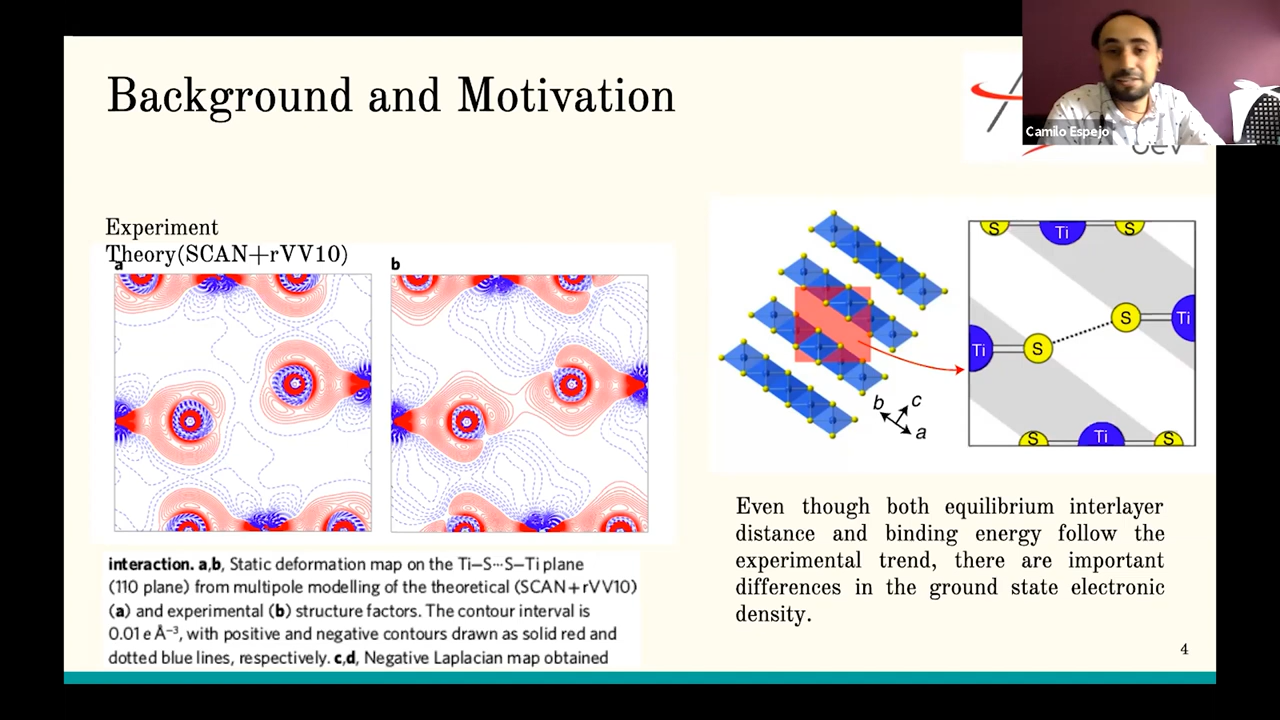 Background and Motivation
Camilo Espejo
Experiment
Theory(SCAN+rVV10)
a
b
interaction. a,b, Static deformation map on the Ti–S···S–Ti plane
(110 plane) from multipole modelling of the theoretical (SCAN+rVV10)
(a) and experimental (b) structure factors. The contour interval is
0.01 e Å⁻³, with positive and negative contours drawn as solid red and
dotted blue lines, respectively. c,d, Negative Laplacian map obtained
b
c
a
S
Ti
S
S
Ti
Ti
S
S
Ti
S
Even though both equilibrium interlayer
distance and binding energy follow the
experimental trend, there are important
differences in the ground state electronic
density.
4